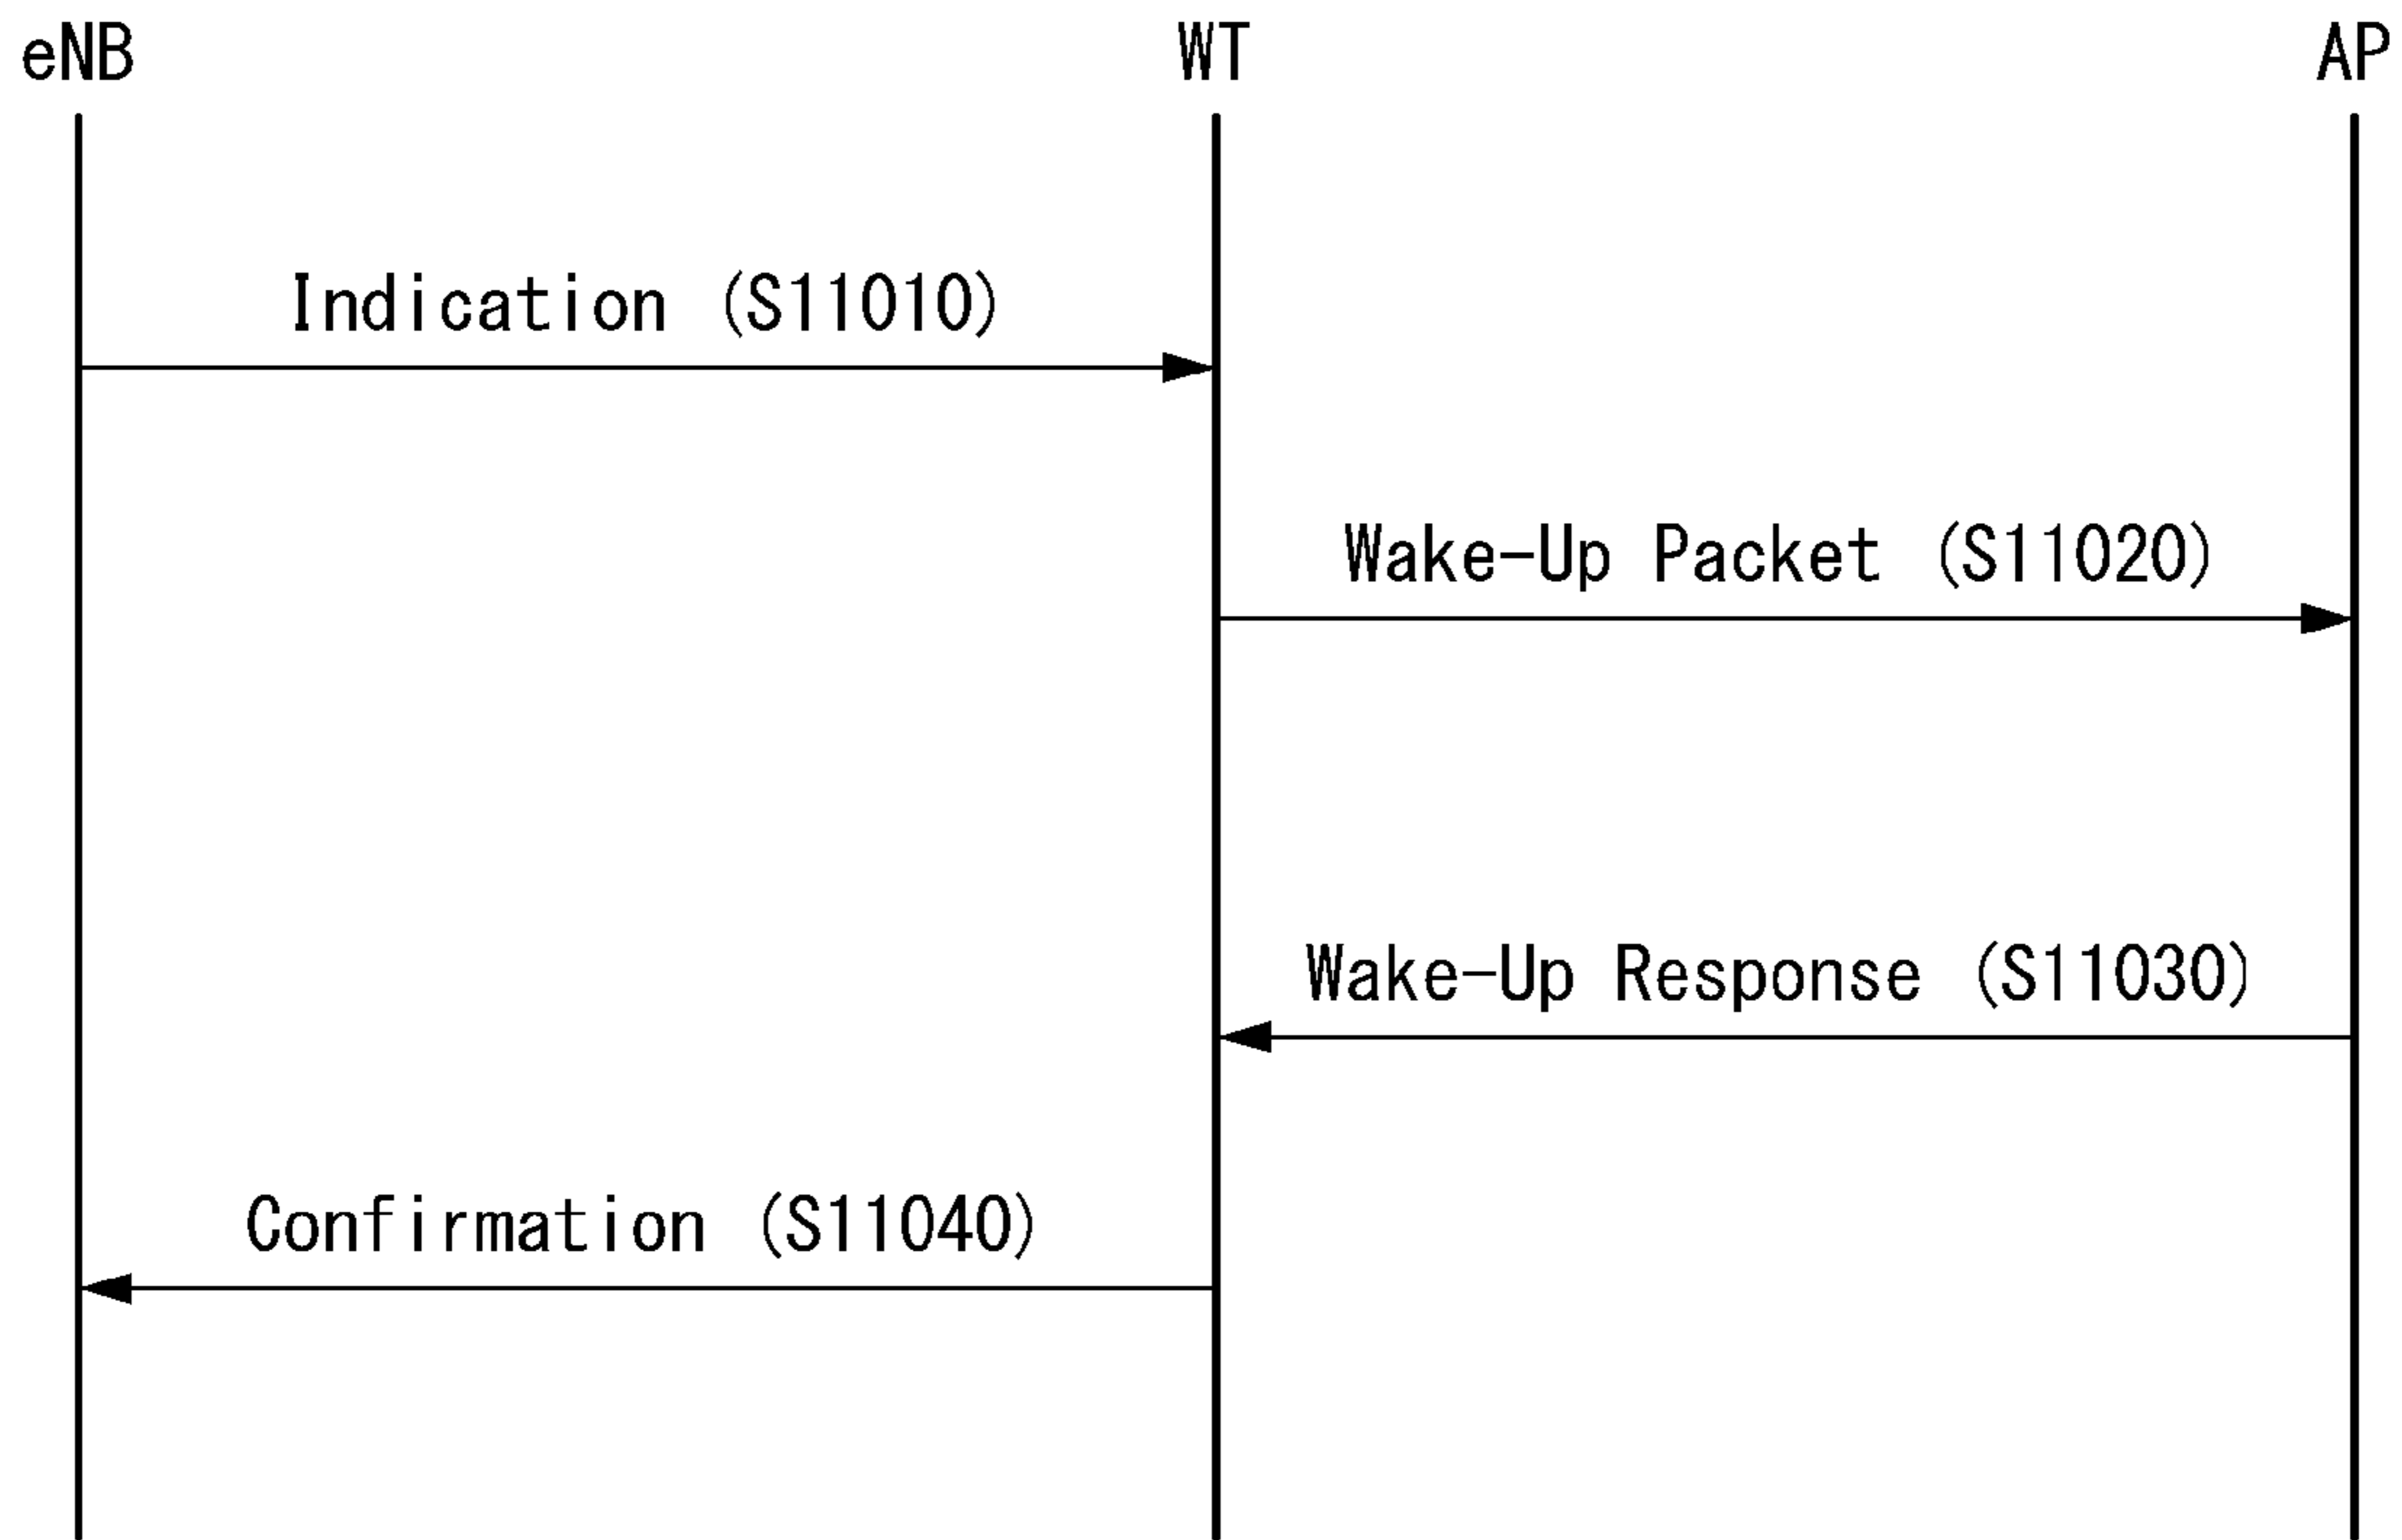 eNB WT AP
Indication (S11010)
Wake-Up Packet (S11020)
Wake-Up Response (S11030)
Confirmation (S11040)